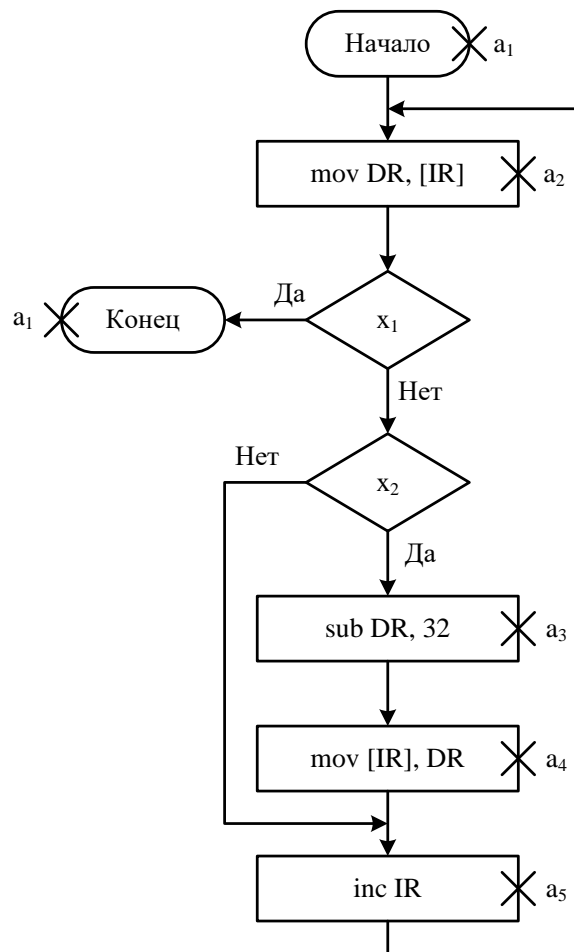 Начало a₁
mov DR, [IR] a₂
Да
a₁ Конец x₁
Нет
Нет
x₂
Да
sub DR, 32 a₃
mov [IR], DR a₄
inc IR a₅